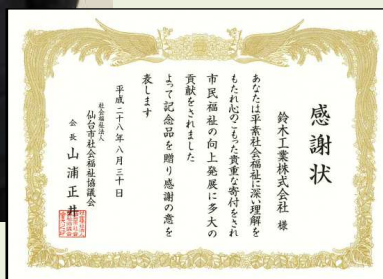 感謝状
鈴木工業株式会社 様
あなたは平素社会福祉に深い理解を
もたれ心のこもった貴重な寄付をされ
市民福祉の向上発展に多大の
貢献をされました
よって記念品を贈り感謝の意を
表します
平成二十八年八月三十日
社会福祉法人
仙台市社会福祉協議会
会長 山浦正井